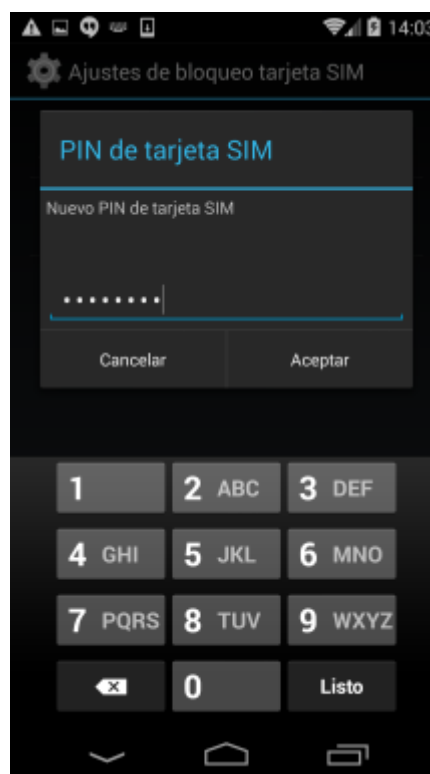 14:03
Ajustes de bloqueo tarjeta SIM
PIN de tarjeta SIM
Nuevo PIN de tarjeta SIM
••••••••
Cancelar Aceptar
1 2 ABC 3 DEF
4 GHI 5 JKL 6 MNO
7 PQRS 8 TUV 9 WXYZ
0 Listo